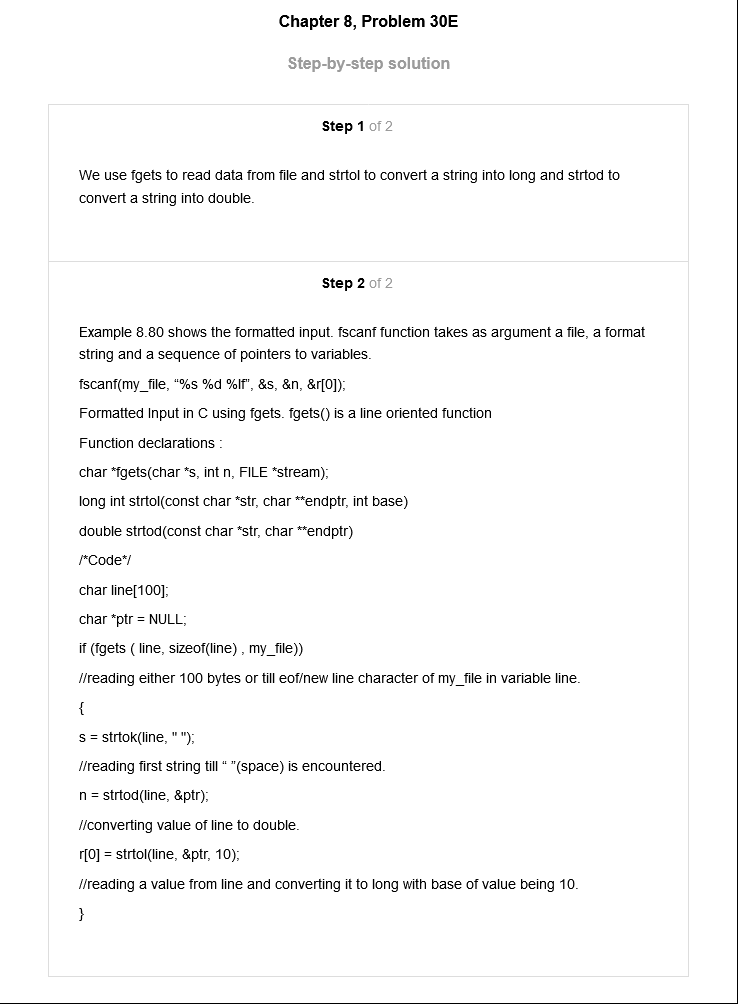 Chapter 8, Problem 30E
Step-by-step solution
Step 1 of 2
We use fgets to read data from file and strtol to convert a string into long and strtod to
convert a string into double.
Step 2 of 2
Example 8.80 shows the formatted input. fscanf function takes as argument a file, a format
string and a sequence of pointers to variables.
fscanf(my_file, “%s %d %lf”, &s, &n, &r[0]);
Formatted Input in C using fgets. fgets() is a line oriented function
Function declarations :
char *fgets(char *s, int n, FILE *stream);
long int strtol(const char *str, char **endptr, int base)
double strtod(const char *str, char **endptr)
/*Code*/
char line[100];
char *ptr = NULL;
if (fgets ( line, sizeof(line) , my_file))
//reading either 100 bytes or till eof/new line character of my_file in variable line.
{
s = strtok(line, " ");
//reading first string till “ ”(space) is encountered.
n = strtod(line, &ptr);
//converting value of line to double.
r[0] = strtol(line, &ptr, 10);
//reading a value from line and converting it to long with base of value being 10.
}